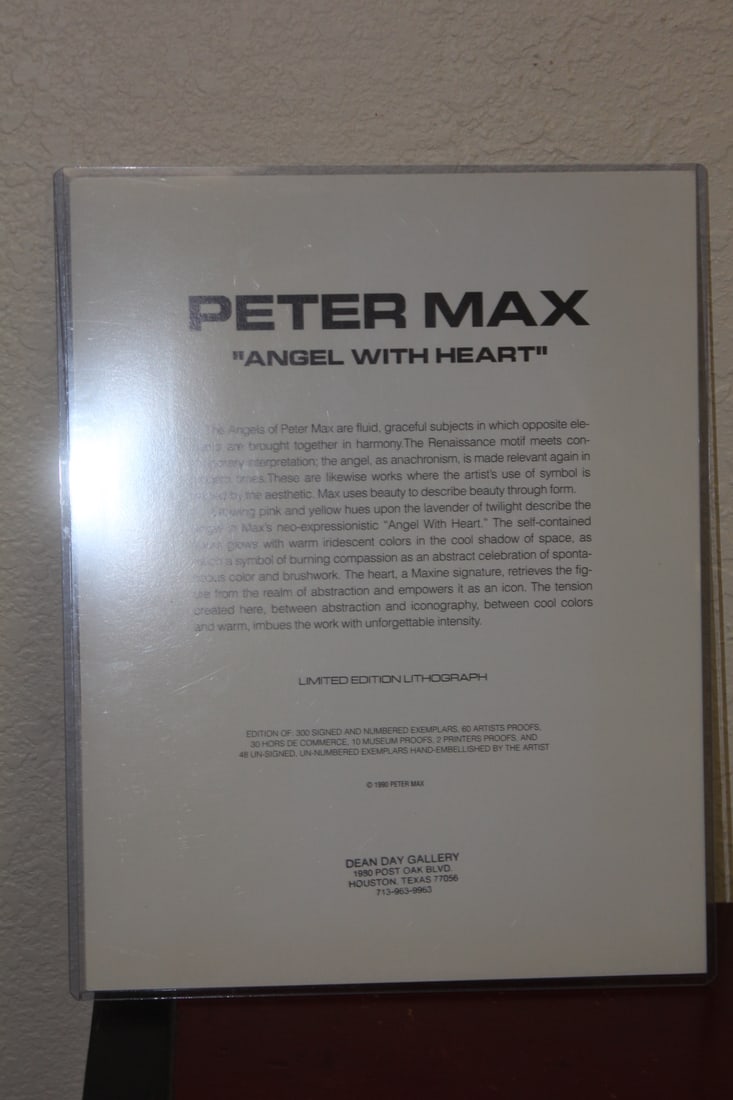 PETER MAX
"ANGEL WITH HEART"
The Angels of Peter Max are fluid, graceful subjects in which opposite ele-
are brought together in harmony.The Renaissance motif meets con-
interpretation; the angel, as anachronism, is made relevant again in
times.These are likewise works where the artist's use of symbol is
by the aesthetic. Max uses beauty to describe beauty through form.
pink and yellow hues upon the lavender of twilight describe the
in Max's neo-expressionistic "Angel With Heart." The self-contained
glows with warm iridescent colors in the cool shadow of space, as
a symbol of burning compassion as an abstract celebration of sponta-
neous color and brushwork. The heart, a Maxine signature, retrieves the fig-
ure from the realm of abstraction and empowers it as an icon. The tension
created here, between abstraction and iconography, between cool colors
and warm, imbues the work with unforgettable intensity.
LIMITED EDITION LITHOGRAPH
EDITION OF: 300 SIGNED AND NUMBERED EXEMPLARS, 60 ARTISTS PROOFS,
30 HORS DE COMMERCE, 10 MUSEUM PROOFS, 2 PRINTERS PROOFS, AND
48 UN-SIGNED, UN-NUMBERED EXEMPLARS HAND-EMBELLISHED BY THE ARTIST
© 1990 PETER MAX
DEAN DAY GALLERY
1980 POST OAK BLVD.
HOUSTON, TEXAS 77056
713-963-9963